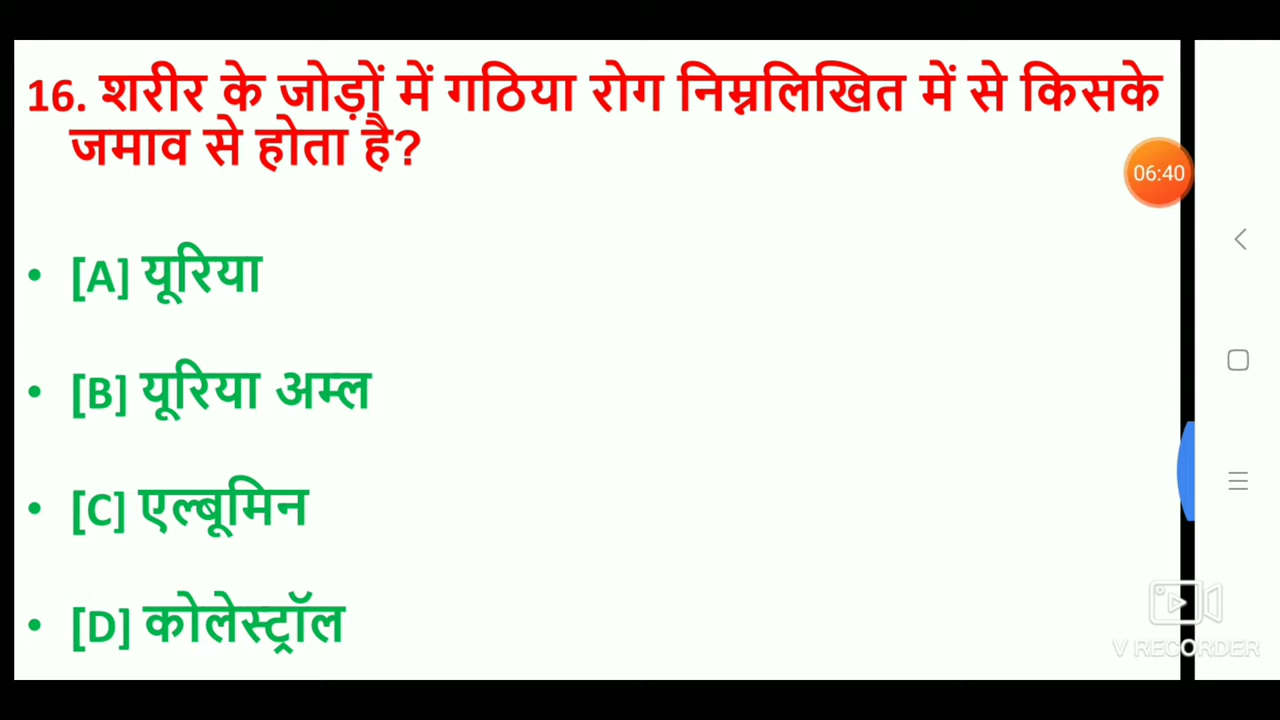 16. शरीर के जोड़ों में गठिया रोग निम्नलिखित में से किसके
जमाव से होता है?
06:40
• [A] यूरिया
• [B] यूरिया अम्ल
• [C] एल्बूमिन
• [D] कोलेस्ट्रॉल
V RECORDER